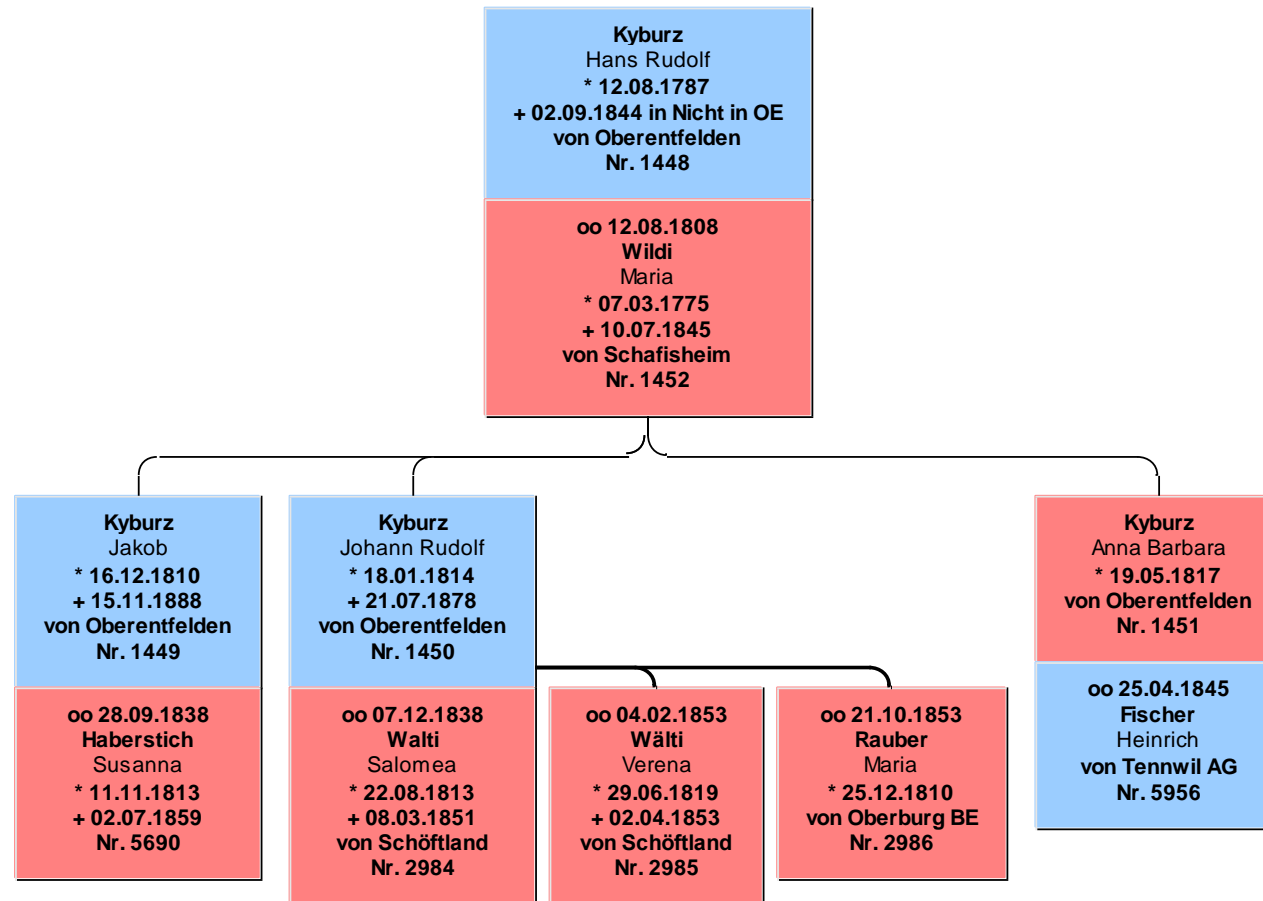 Kyburz
Hans Rudolf
* 12.08.1787
+ 02.09.1844 in Nicht in OE
von Oberentfelden
Nr. 1448
oo 12.08.1808
Wildi
Maria
* 07.03.1775
+ 10.07.1845
von Schafisheim
Nr. 1452
Kyburz
Jakob
* 16.12.1810
+ 15.11.1888
von Oberentfelden
Nr. 1449
oo 28.09.1838
Haberstich
Susanna
* 11.11.1813
+ 02.07.1859
Nr. 5690
Kyburz
Johann Rudolf
* 18.01.1814
+ 21.07.1878
von Oberentfelden
Nr. 1450
oo 07.12.1838
Walti
Salomea
* 22.08.1813
+ 08.03.1851
von Schöftland
Nr. 2984
oo 04.02.1853
Wälti
Verena
* 29.06.1819
+ 02.04.1853
von Schöftland
Nr. 2985
oo 21.10.1853
Rauber
Maria
* 25.12.1810
von Oberburg BE
Nr. 2986
Kyburz
Anna Barbara
* 19.05.1817
von Oberentfelden
Nr. 1451
oo 25.04.1845
Fischer
Heinrich
von Tennwil AG
Nr. 5956